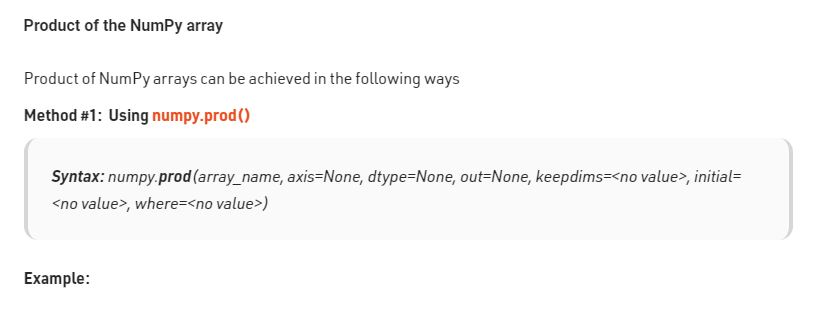 Product of the NumPy array
Product of NumPy arrays can be achieved in the following ways
Method #1: Using numpy.prod()
Syntax: numpy.prod(array_name, axis=None, dtype=None, out=None, keepdims=<no value>, initial=
<no value>, where=<no value>)
Example: